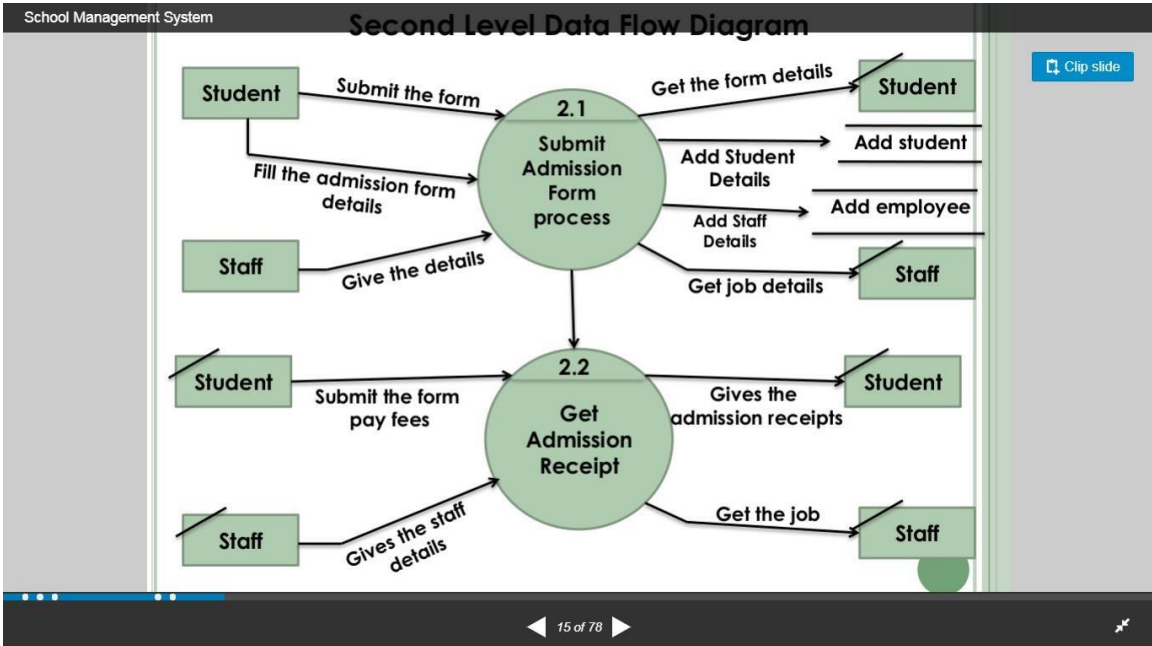 School Management System
Second Level Data Flow Diagram
Clip slide
Student
Submit the form
2.1
Submit
Admission
Form
process
Get the form details
Student
Add Student
Details
Add student
Fill the admission form
details
Add Staff
Details
Add employee
Staff
Give the details
Get job details
Staff
Student
Submit the form
pay fees
2.2
Get
Admission
Receipt
Gives the
admission receipts
Student
Staff
Gives the staff
details
Get the job
Staff
15 of 78